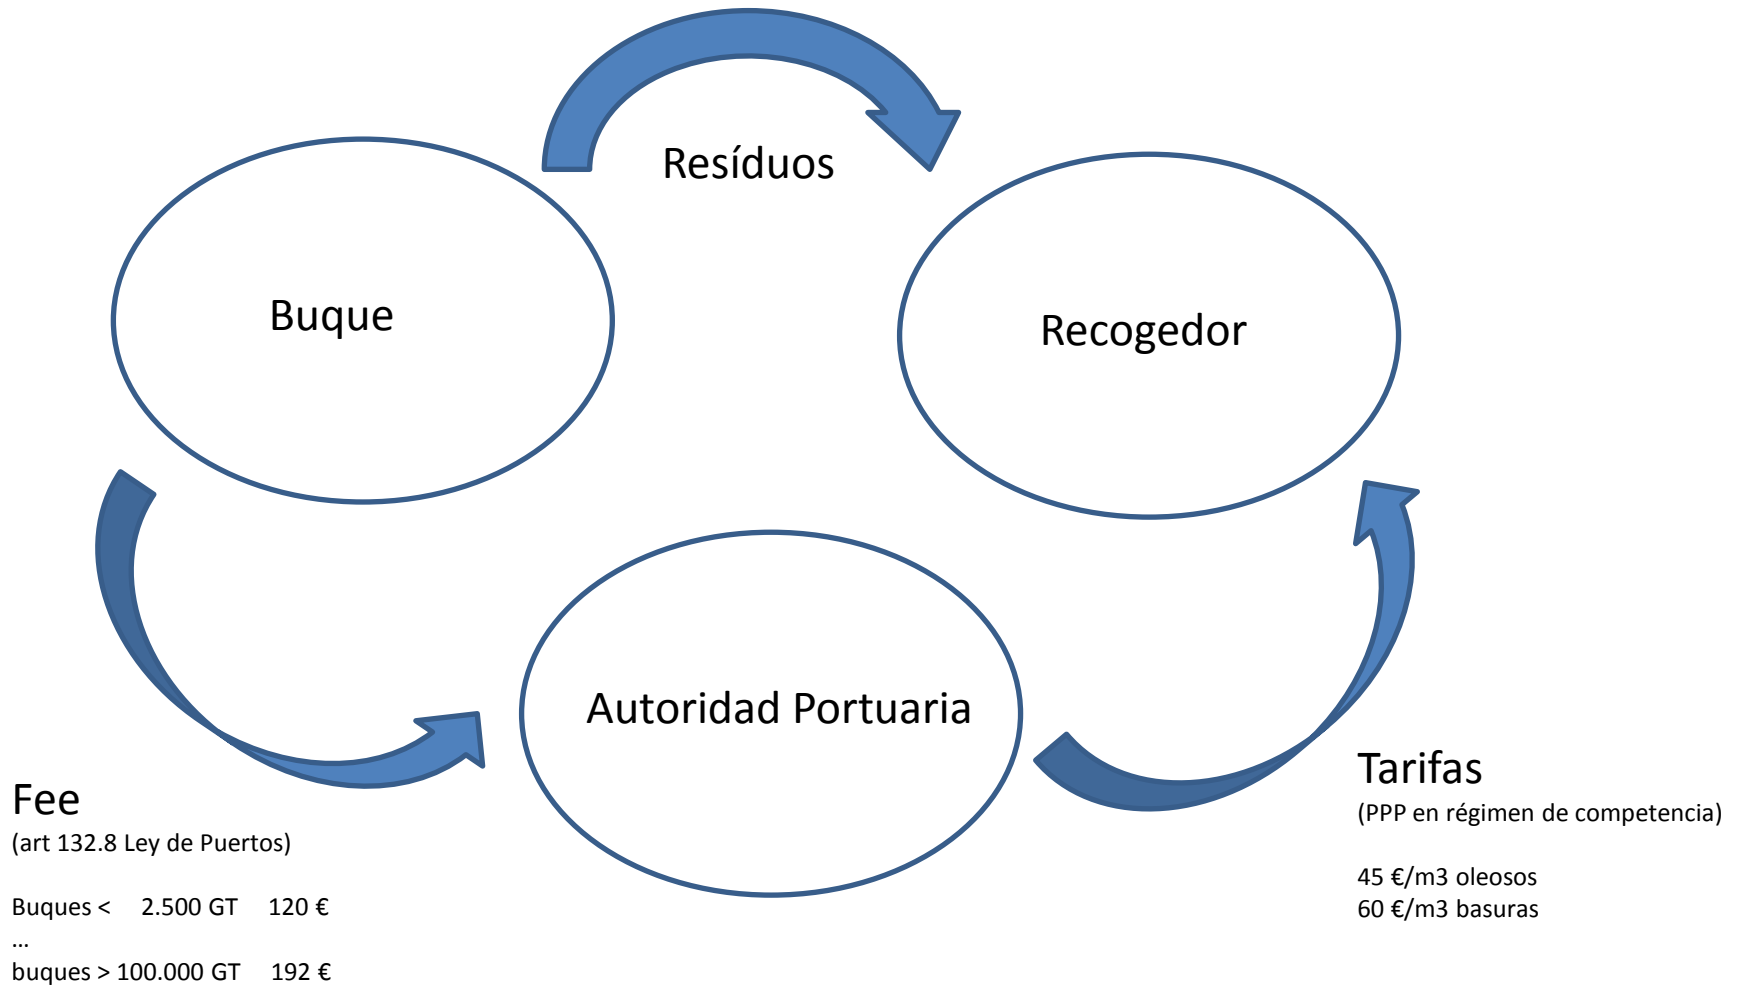 Resíduos
Buque
Recogedor
Autoridad Portuaria
Fee
(art 132.8 Ley de Puertos)
Buques < 2.500 GT 120 €
...
buques > 100.000 GT 192 €
Tarifas
(PPP en régimen de competencia)
45 €/m3 oleosos
60 €/m3 basuras